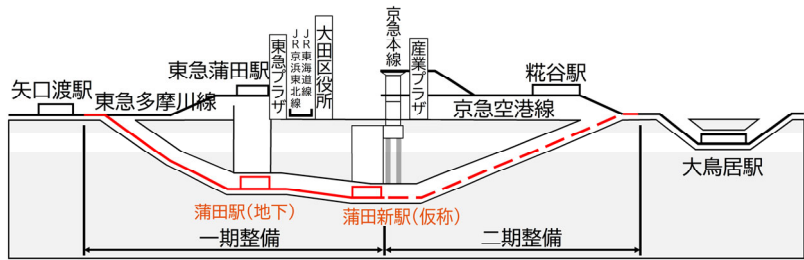 矢口渡駅
東急多摩川線
東急蒲田駅
東急プラザ
JR京浜東北線
JR東海道線
大田区役所
京急本線
産業プラザ
京急空港線
糀谷駅
大鳥居駅
蒲田駅(地下)
蒲田新駅(仮称)
一期整備
二期整備